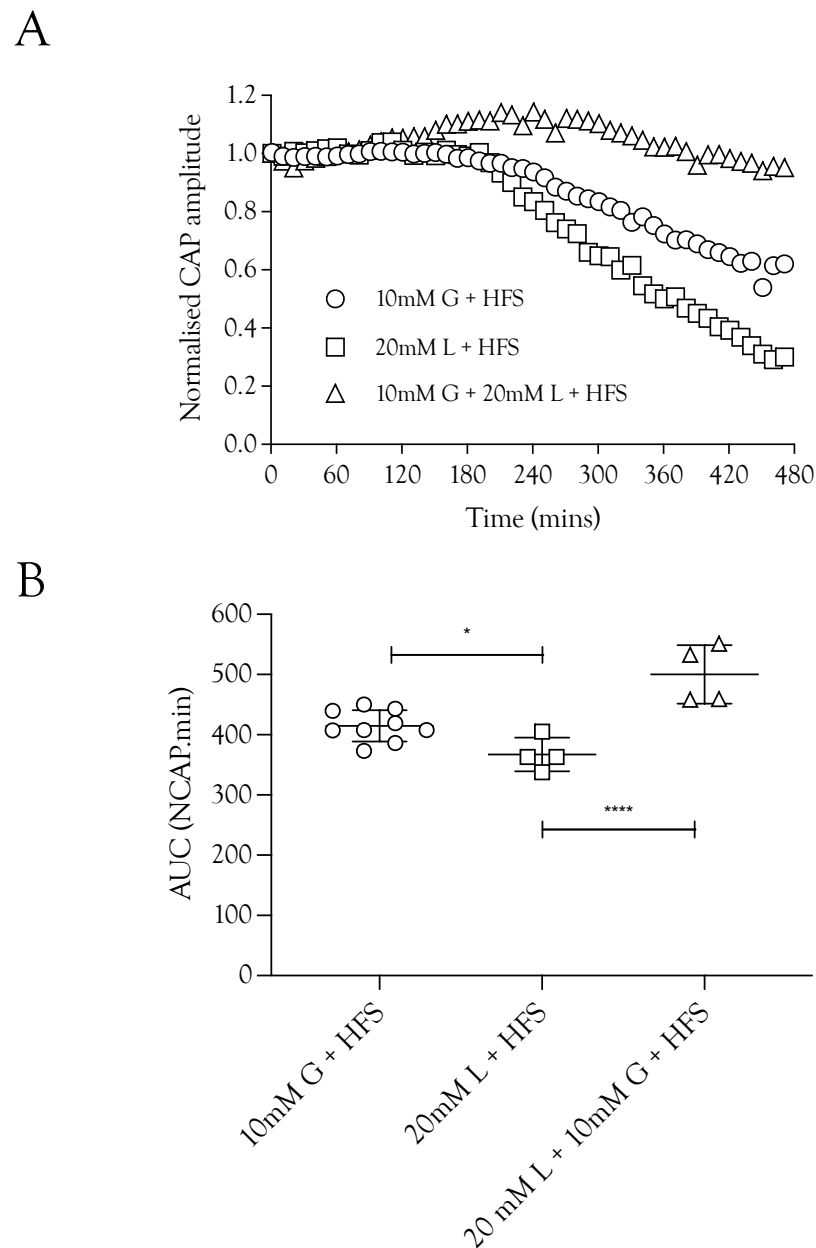 A
Normalised CAP amplitude
1.2
1.0
0.8
0.6
0.4
0.2
0.0
10mM G + HFS
20mM L + HFS
10mM G + 20mM L + HFS
0 60 120 180 240 300 360 420 480
Time (mins)
B
AUC (NCAP.min)
600
500
400
300
200
100
0
*
****
10mM G + HFS
20mM L + HFS
20 mM L + 10mM G + HFS